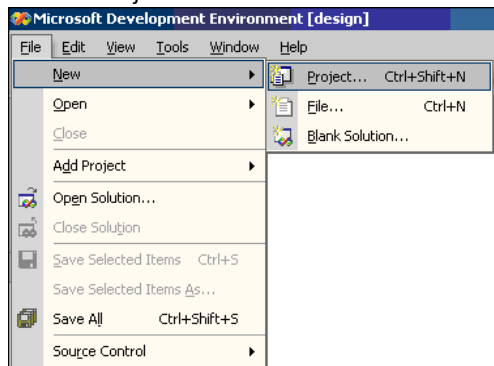 Microsoft Development Environment [design]
File Edit View Tools Window Help
New
Project... Ctrl+Shift+N
Open
File... Ctrl+N
Close
Blank Solution...
Add Project
Open Solution...
Close Solution
Save Selected Items Ctrl+S
Save Selected Items As...
Save All Ctrl+Shift+S
Source Control